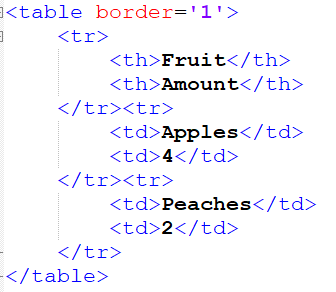 <table border='1'>
    <tr>
        <th>Fruit</th>
        <th>Amount</th>
    </tr><tr>
        <td>Apples</td>
        <td>4</td>
    </tr><tr>
        <td>Peaches</td>
        <td>2</td>
    </tr>
</table>